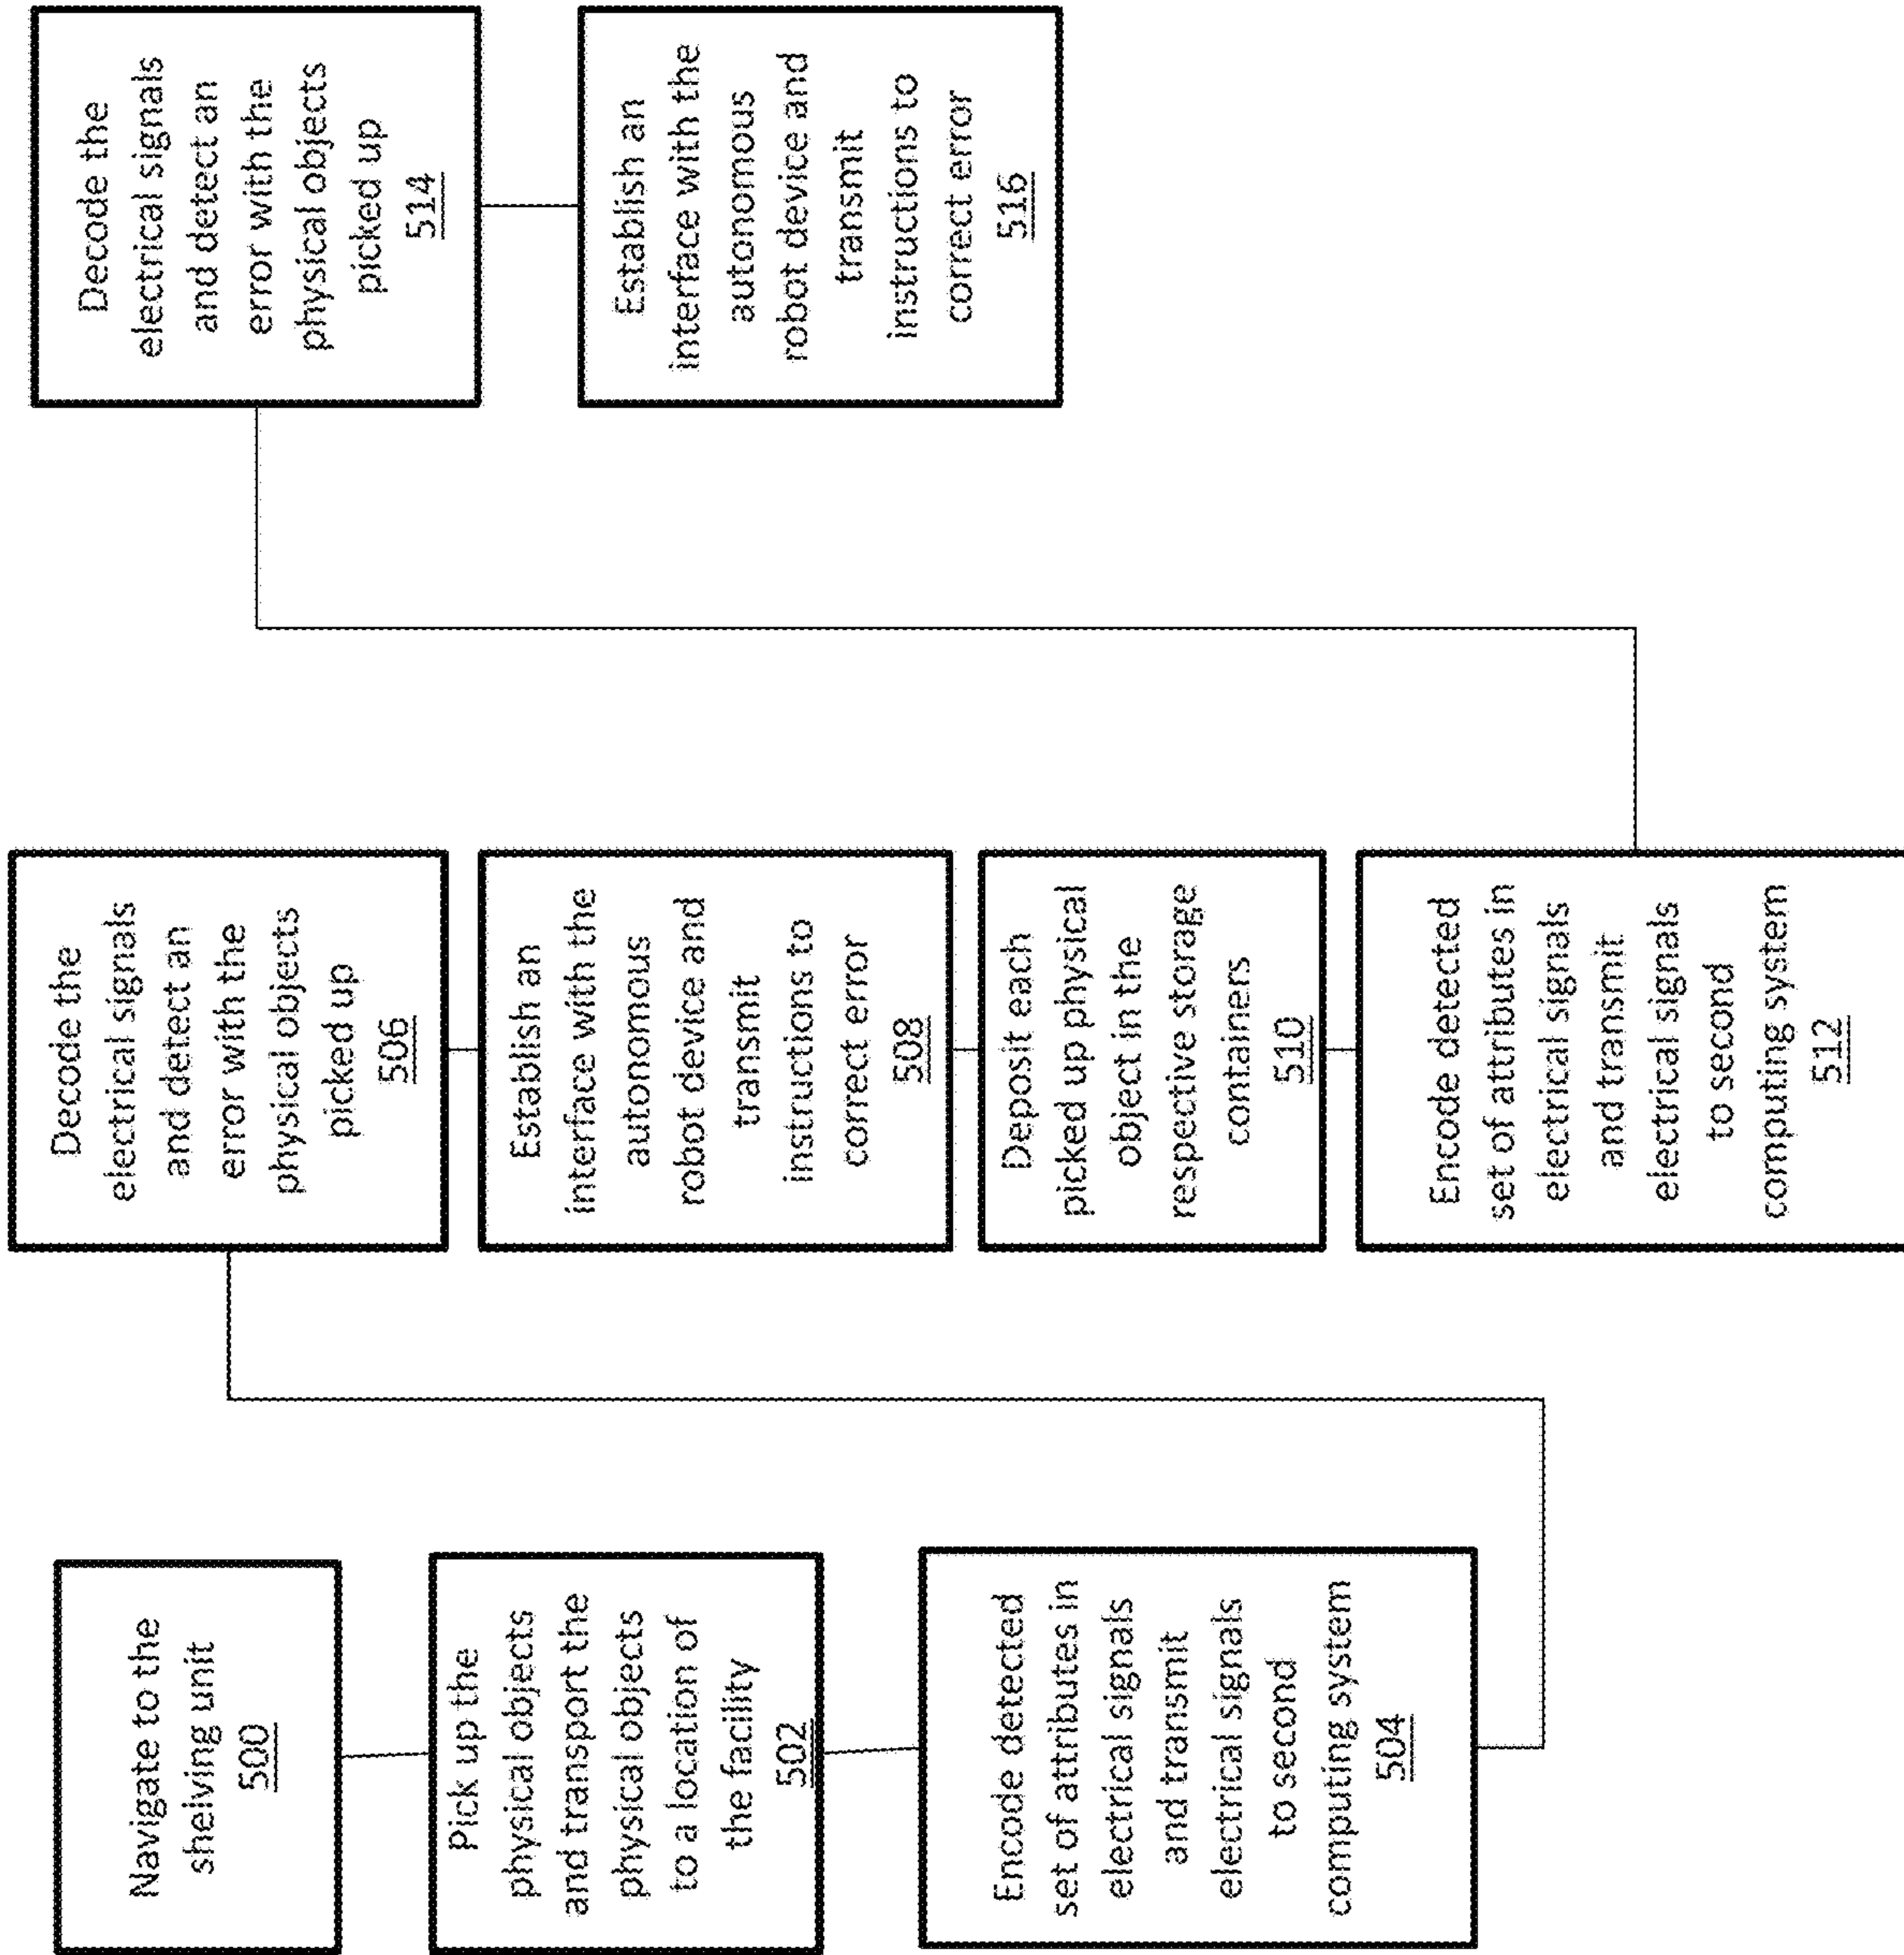 Navigate to the
shelving unit
500
Pick up the
physical objects
and transport the
physical objects
to a location of
the facility
502
Encode detected
set of attributes in
electrical signals
and transmit
electrical signals
to second
computing system
504
Decode the
electrical signals
and detect an
error with the
physical objects
picked up
506
Establish an
interface with the
autonomous
robot device and
transmit
instructions to
correct error
508
Deposit each
picked up physical
object in the
respective storage
containers
510
Encode detected
set of attributes in
electrical signals
and transmit
electrical signals
to second
computing system
512
Decode the
electrical signals
and detect an
error with the
physical objects
picked up
514
Establish an
interface with the
autonomous
robot device and
transmit
instructions to
correct error
516